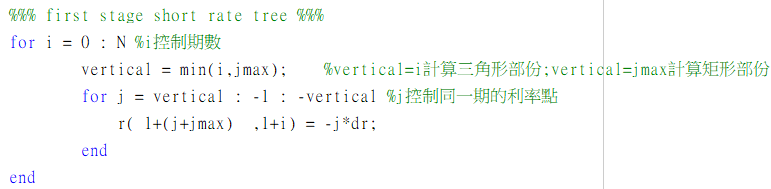 %%% first stage short rate tree %%%
for i = 0 : N %i控制期數
vertical = min(i,jmax); %vertical=i計算三角形部份;vertical=jmax計算矩形部份
for j = vertical : -1 : -vertical %j控制同一期的利率點
r( 1+(j+jmax) ,1+i) = -j*dr;
end
end